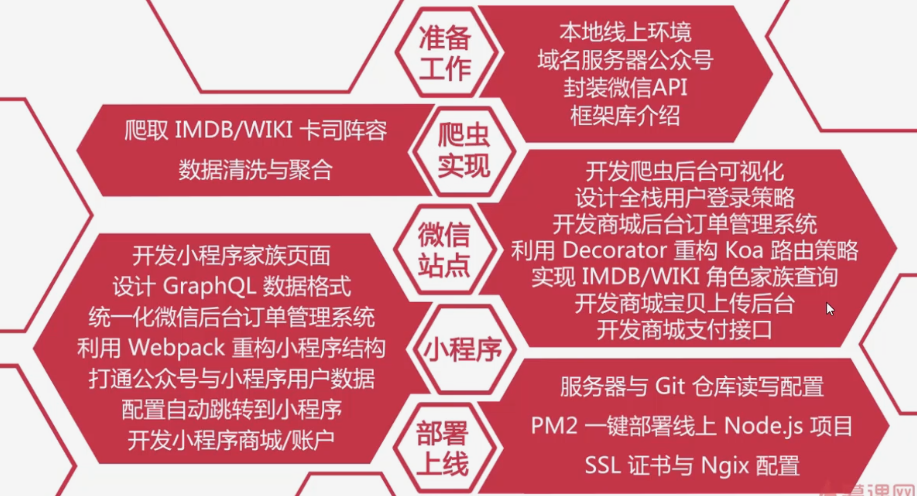 准备
工作
本地线上环境
域名服务器公众号
封装微信API
框架库介绍
爬虫
实现
爬取 IMDB/WIKI 卡司阵容
数据清洗与聚合
微信
站点
开发爬虫后台可视化
设计全栈用户登录策略
开发商城后台订单管理系统
利用 Decorator 重构 Koa 路由策略
实现 IMDB/WIKI 角色家族查询
开发商城宝贝上传后台
开发商城支付接口
小程序
开发小程序家族页面
设计 GraphQL 数据格式
统一化微信后台订单管理系统
利用 Webpack 重构小程序结构
打通公众号与小程序用户数据
配置自动跳转到小程序
开发小程序商城/账户
部署
上线
服务器与 Git 仓库读写配置
PM2 一键部署线上 Node.js 项目
SSL 证书与 Ngix 配置